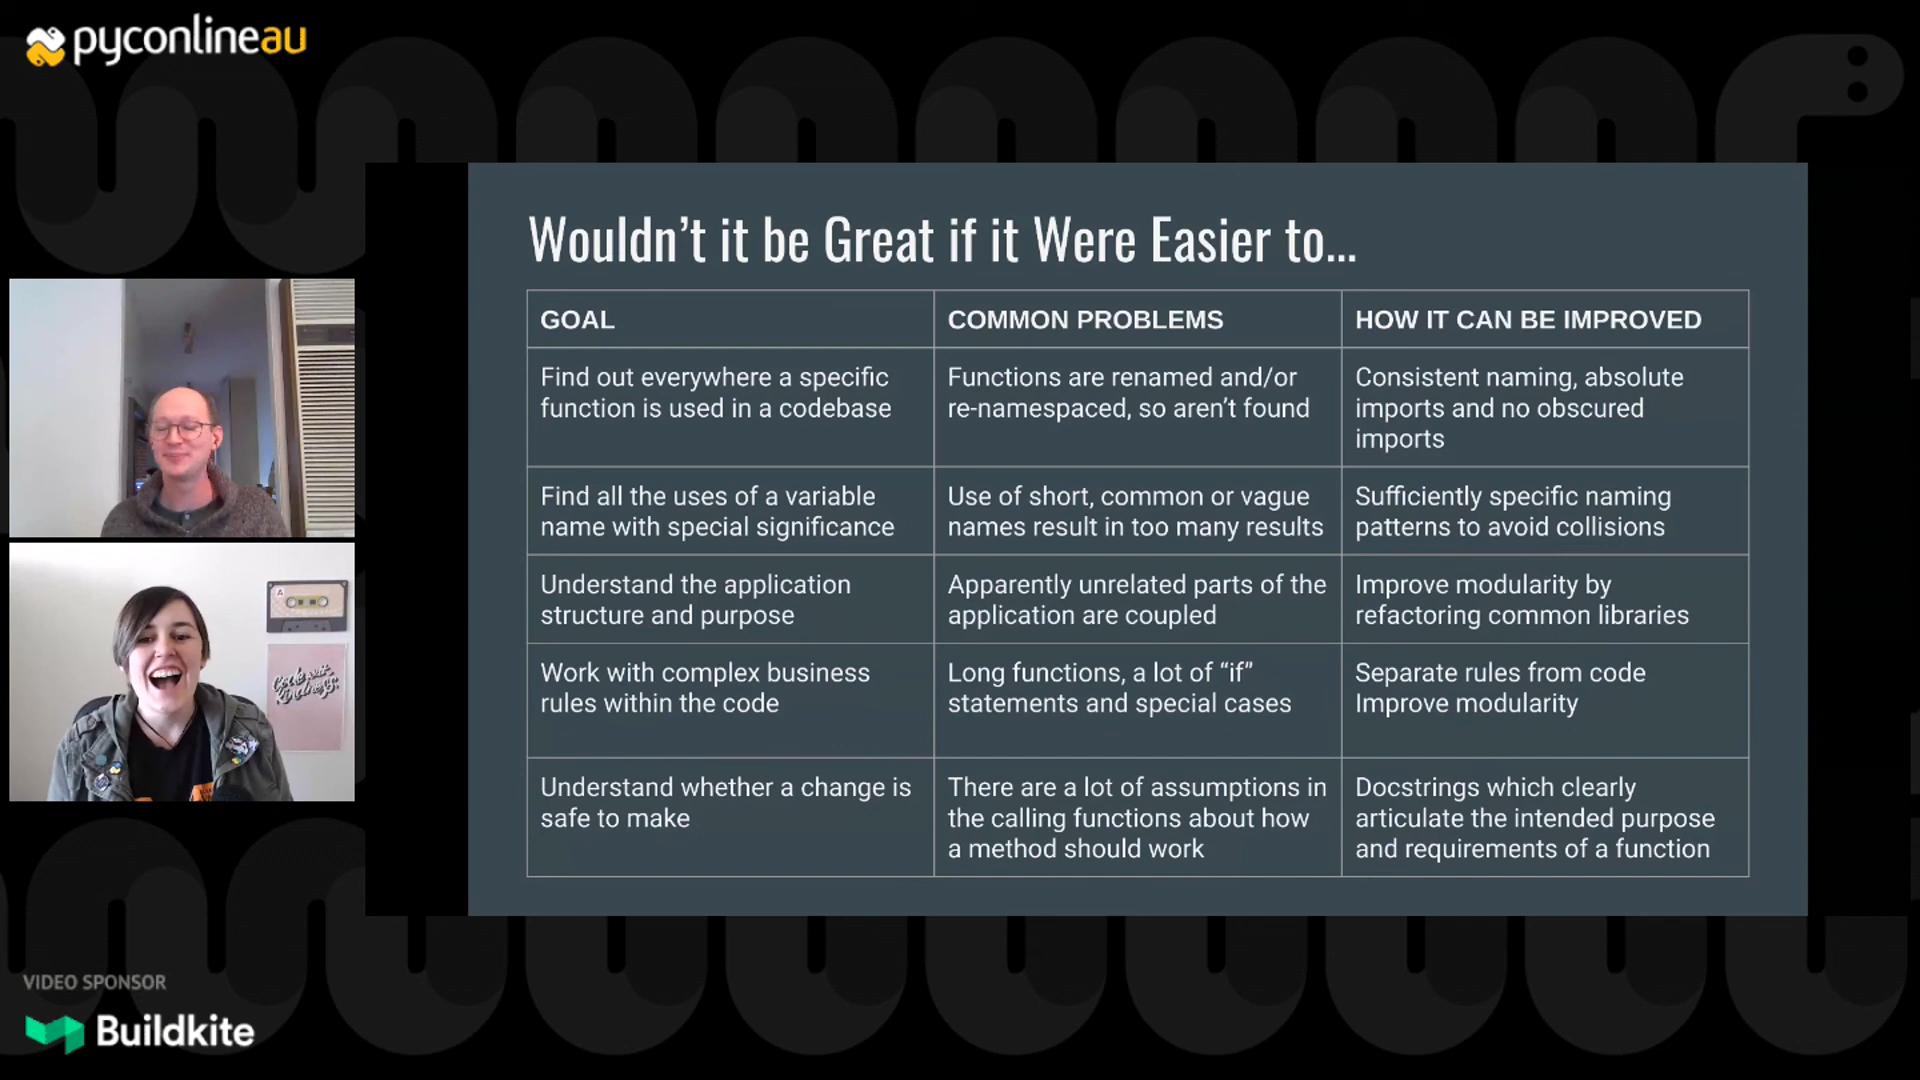 pyconlineau
Wouldn’t it be Great if it Were Easier to...
GOAL
COMMON PROBLEMS
HOW IT CAN BE IMPROVED
Find out everywhere a specific
function is used in a codebase
Functions are renamed and/or
re-namespaced, so aren’t found
Consistent naming, absolute
imports and no obscured
imports
Find all the uses of a variable
name with special significance
Use of short, common or vague
names result in too many results
Sufficiently specific naming
patterns to avoid collisions
Understand the application
structure and purpose
Apparently unrelated parts of the
application are coupled
Improve modularity by
refactoring common libraries
Work with complex business
rules within the code
Long functions, a lot of “if”
statements and special cases
Separate rules from code
Improve modularity
Understand whether a change is
safe to make
There are a lot of assumptions in
the calling functions about how
a method should work
Docstrings which clearly
articulate the intended purpose
and requirements of a function
A
Code with
Kindness.
VIDEO SPONSOR
Buildkite